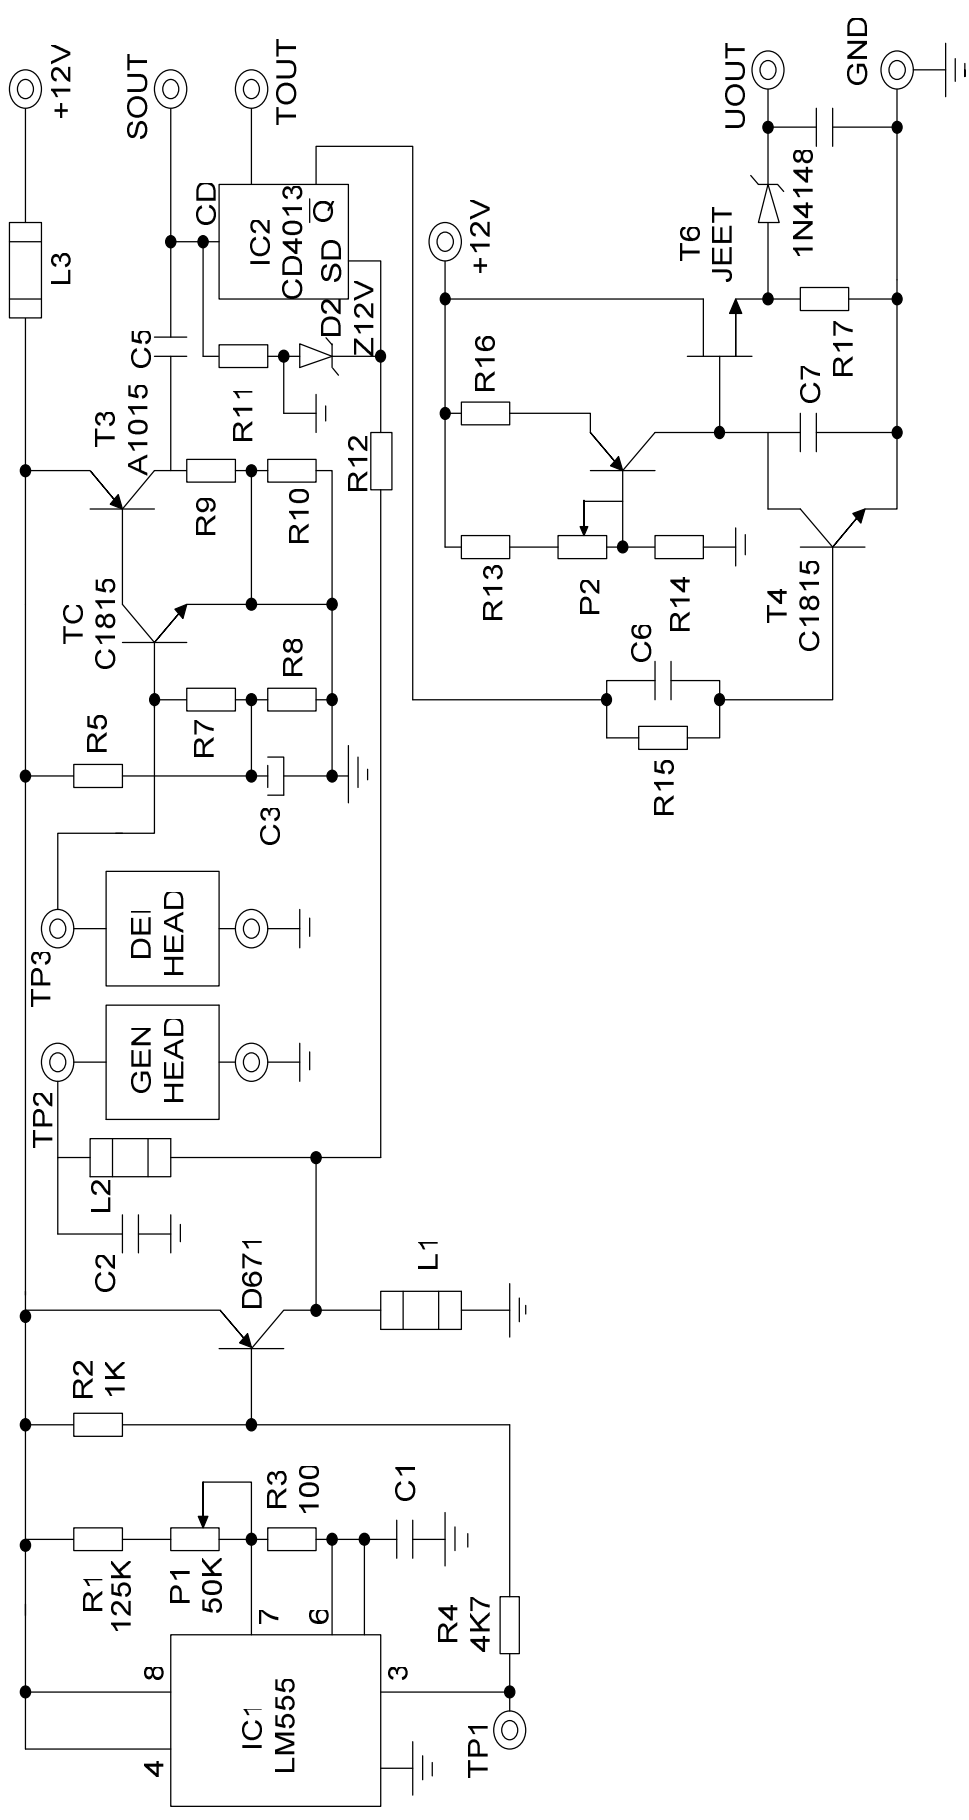 +12V
SOUT
TOUT
L3
CD
IC2
CD4013
Q
SD
C5
R11
D2
Z12V
T3
A1015
R9
R10
R12
TC
C1815
R5
R7
R8
C3
TP3
DEI
HEAD
TP2
GEN
HEAD
L2
C2
D671
L1
R2
1K
R1
125K
P1
50K
R3
100
C1
R4
4K7
8
7
6
4
3
IC1
LM555
TP1
UOUT
GND
1N4148
+12V
T6
JEET
R16
R17
C7
R13
P2
R14
T4
C1815
C6
R15